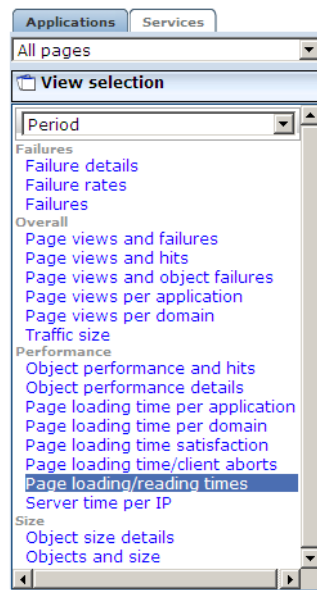 Applications Services
All pages
View selection
Period
Failures
Failure details
Failure rates
Failures
Overall
Page views and failures
Page views and hits
Page views and object failures
Page views per application
Page views per domain
Traffic size
Performance
Object performance and hits
Object performance details
Page loading time per application
Page loading time per domain
Page loading time satisfaction
Page loading time/client aborts
Page loading/reading times
Server time per IP
Size
Object size details
Objects and size